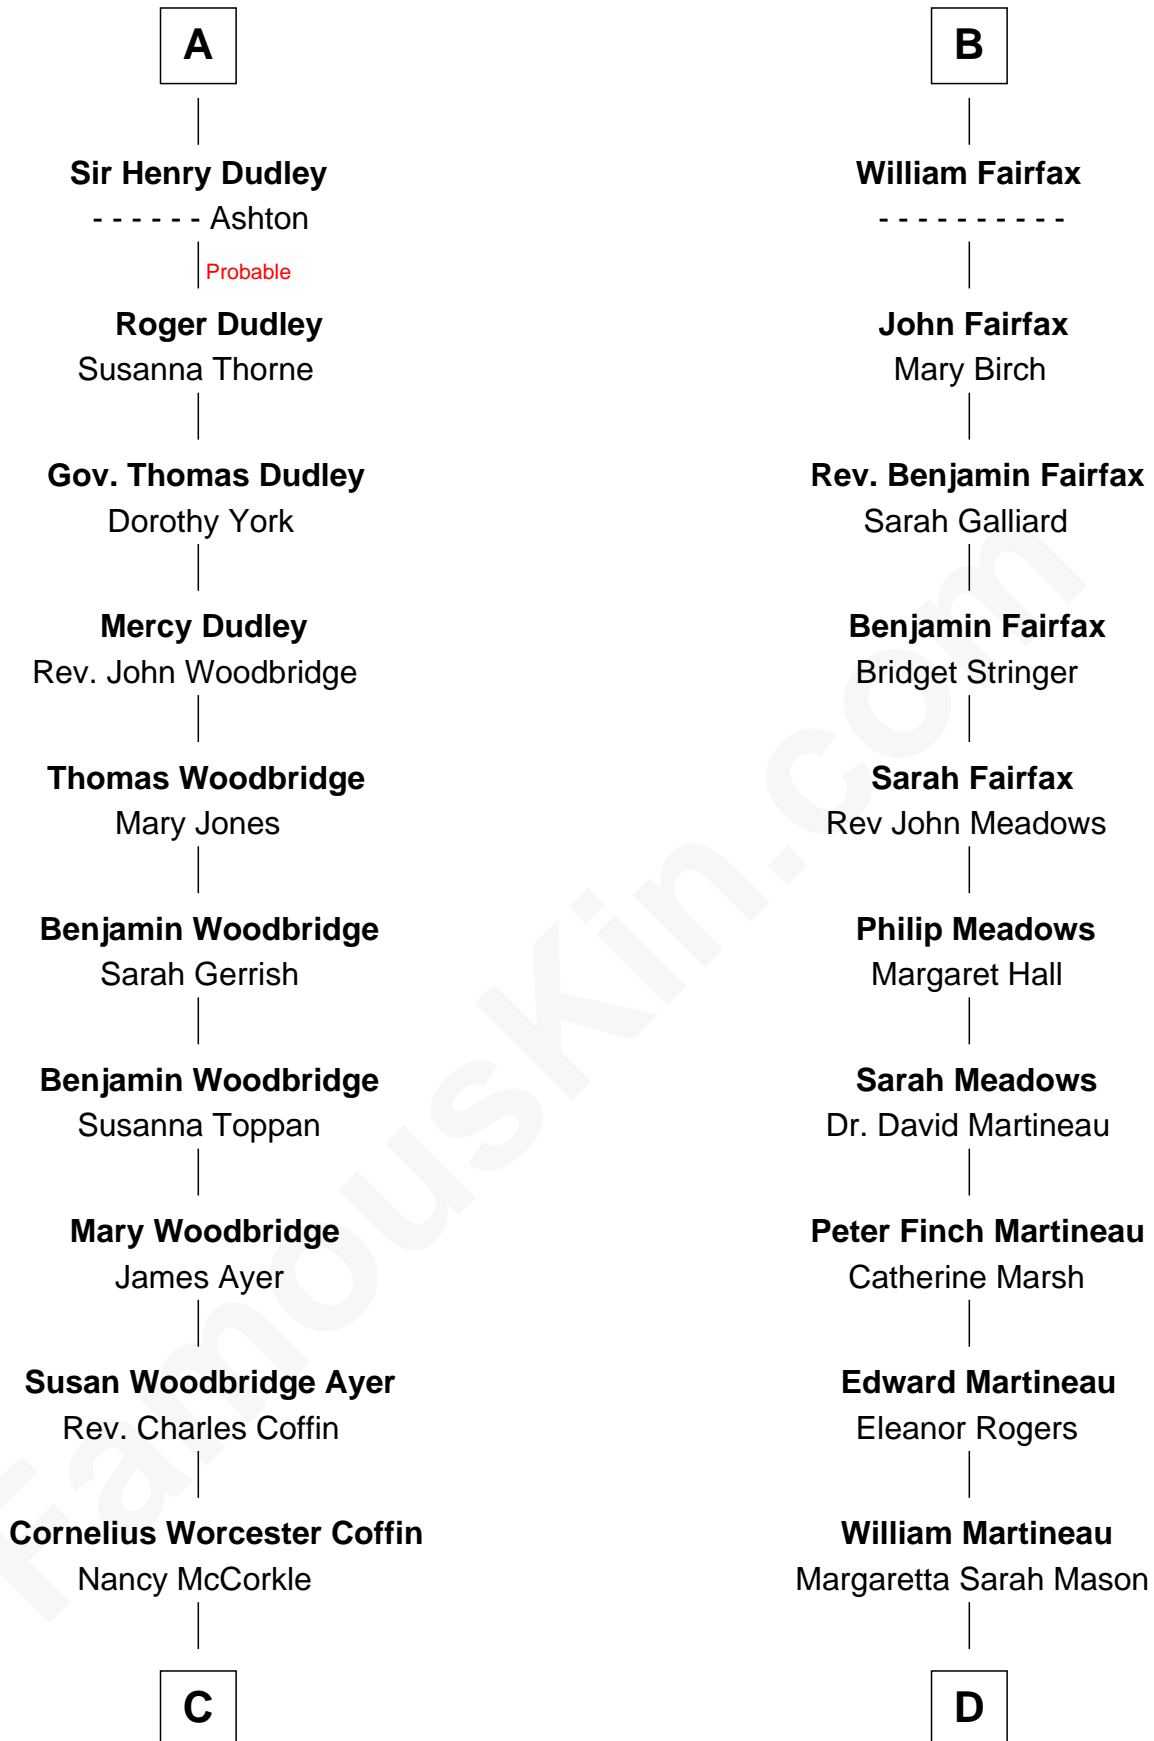 A
Sir Henry Dudley
- - - - - - Ashton
Probable
Roger Dudley
Susanna Thorne
Gov. Thomas Dudley
Dorothy York
Mercy Dudley
Rev. John Woodbridge
Thomas Woodbridge
Mary Jones
Benjamin Woodbridge
Sarah Gerrish
Benjamin Woodbridge
Susanna Toppan
Mary Woodbridge
James Ayer
Susan Woodbridge Ayer
Rev. Charles Coffin
Cornelius Worcester Coffin
Nancy McCorkle
C
B
William Fairfax
- - - - - - - - - -
John Fairfax
Mary Birch
Rev. Benjamin Fairfax
Sarah Galliard
Benjamin Fairfax
Bridget Stringer
Sarah Fairfax
Rev John Meadows
Philip Meadows
Margaret Hall
Sarah Meadows
Dr. David Martineau
Peter Finch Martineau
Catherine Marsh
Edward Martineau
Eleanor Rogers
William Martineau
Margaretta Sarah Mason
D
FamousKin.com